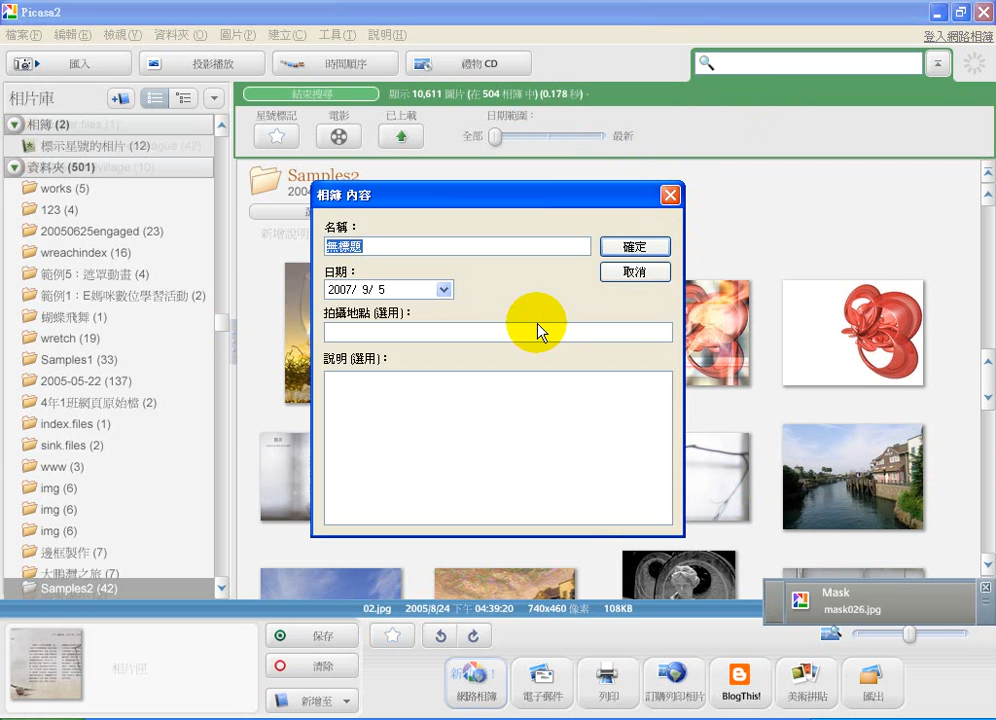 Picasa2
檔案(F) 編輯(E) 檢視(V) 資料夾(O) 圖片(P) 建立(C) 工具(T) 說明(H)
登入網路相簿
匯入
投影播放
時間順序
禮物 CD
相片庫
結束搜尋
顯示 10,611 圖片 (在 504 相簿 中) (0.178 秒)。
星號標記
電影
已上載
日期範圍：
全部
最新
相簿 (2)
標示星號的相片 (12)
資料夾 (501)
works (5)
123 (4)
20050625engaged (23)
wreachindex (16)
範例5：遮罩動畫 (4)
範例1：E媽咪數位學習活動 (2)
蝴蝶飛舞 (1)
wretch (19)
Samples1 (33)
2005-05-22 (137)
4年1班網頁原始檔 (2)
index.files (1)
sink.files (2)
www (3)
img (6)
img (6)
img (6)
邊框製作 (7)
大鵬灣之旅 (7)
Samples2 (42)
Samples2
相簿 內容
名稱：
無標題
確定
日期：
取消
2007/ 9/ 5
拍攝地點 (選用)：
說明 (選用)：
02.jpg 2005/8/24 下午 04:39:20 740x460 像素 108KB
Mask
mask026.jpg
相片匣
保存
清除
新增至
新！
網路相簿
電子郵件
列印
訂購列印相片
BlogThis!
美術拼貼
匯出